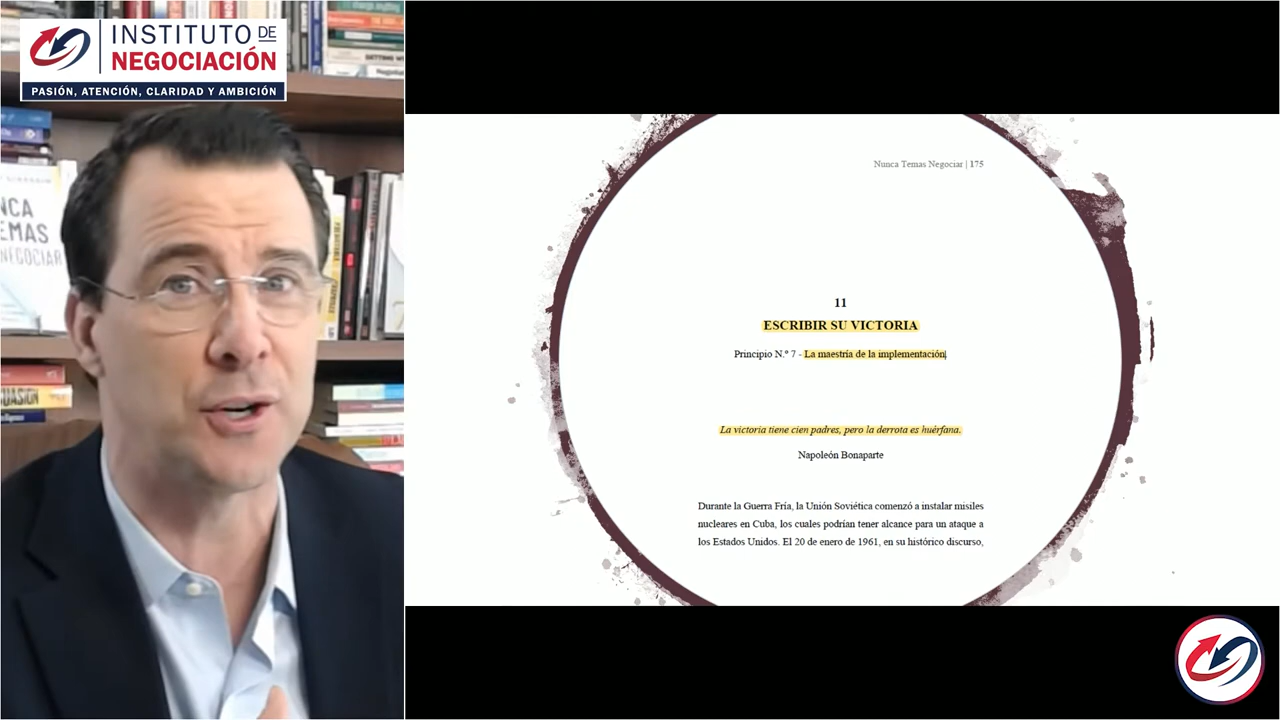 INSTITUTO DE
NEGOCIACIÓN
PASIÓN, ATENCIÓN, CLARIDAD Y AMBICIÓN
NCA
EMAS
NEGOCIAR
Nunca Temas Negociar | 175
11
ESCRIBIR SU VICTORIA
Principio N.º 7 - La maestría de la implementación
La victoria tiene cien padres, pero la derrota es huérfana.
Napoleón Bonaparte
Durante la Guerra Fría, la Unión Soviética comenzó a instalar misiles
nucleares en Cuba, los cuales podrían tener alcance para un ataque a
los Estados Unidos. El 20 de enero de 1961, en su histórico discurso,